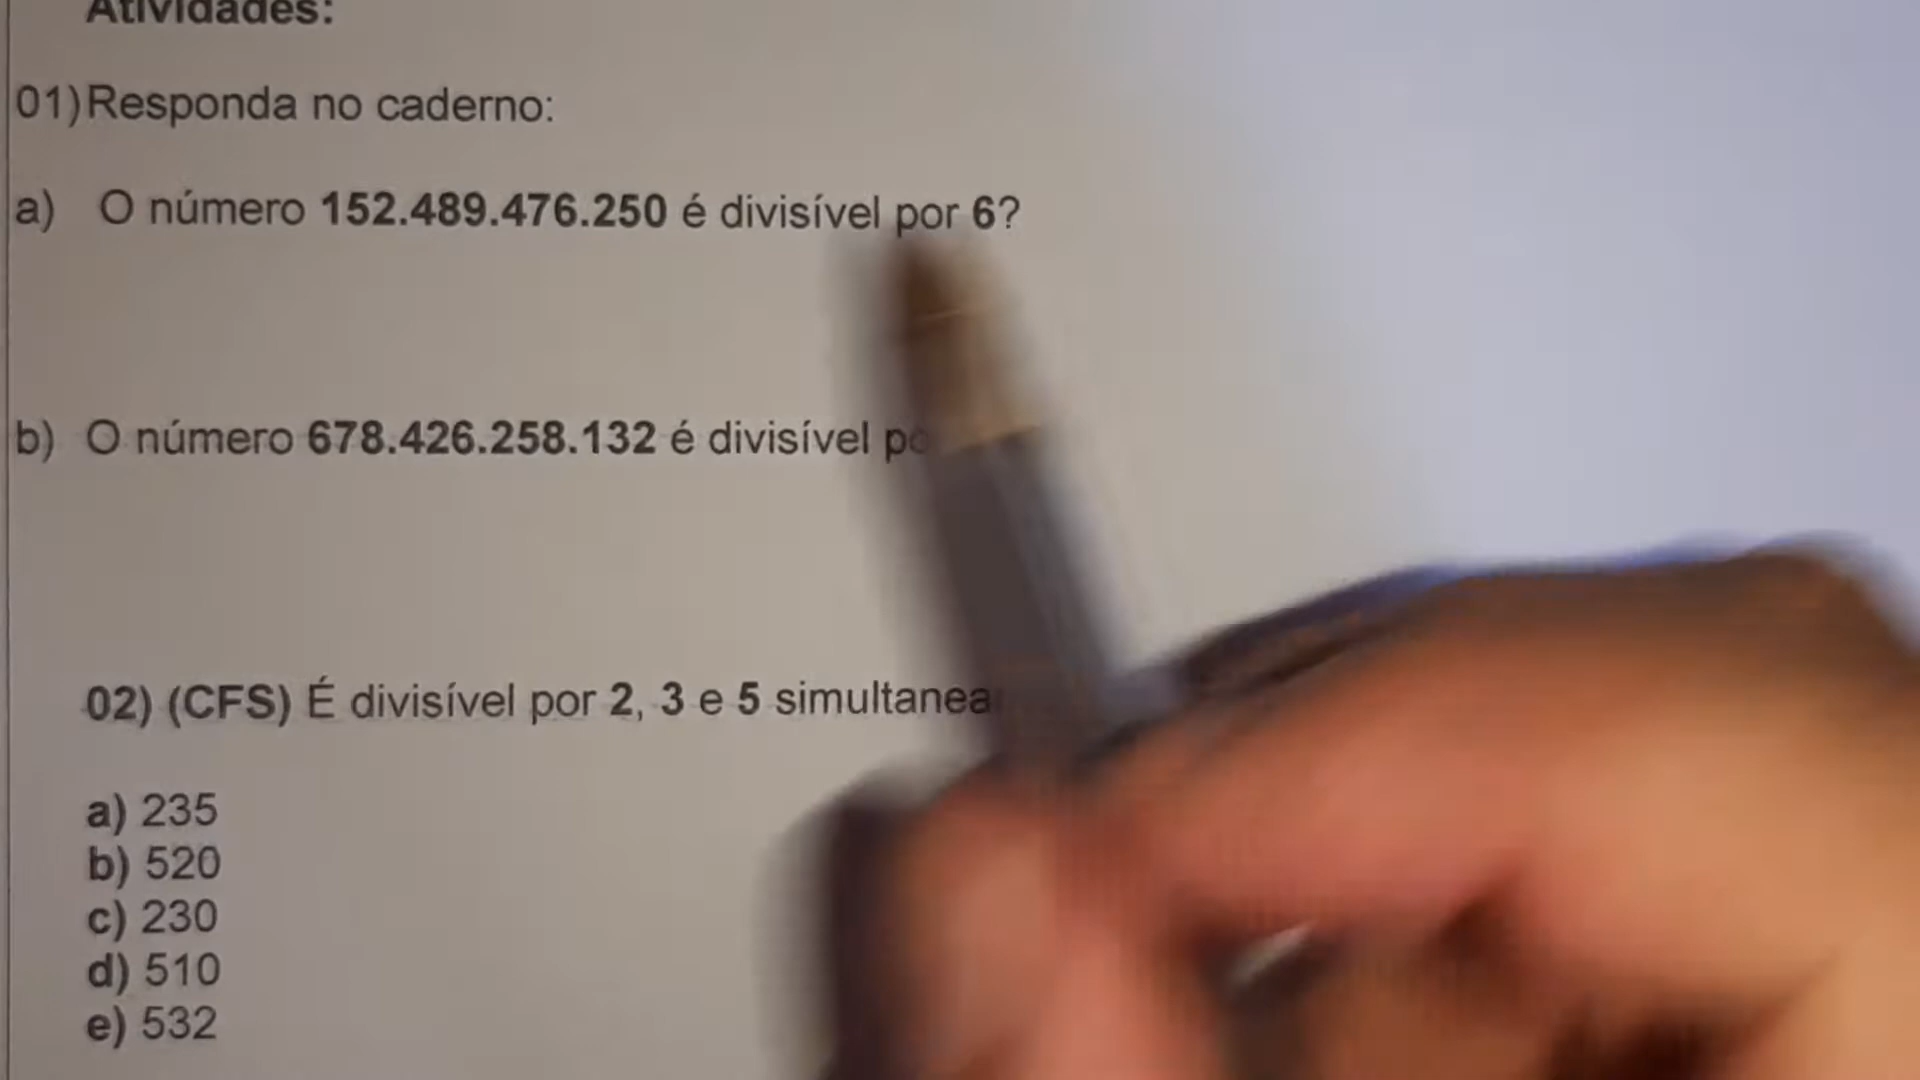 Atividades:
01) Responda no caderno:
a) O número 152.489.476.250 é divisível por 6?
b) O número 678.426.258.132 é divisível
02) (CFS) É divisível por 2, 3 e 5
a) 235
b) 520
c) 230
d) 510
e) 532